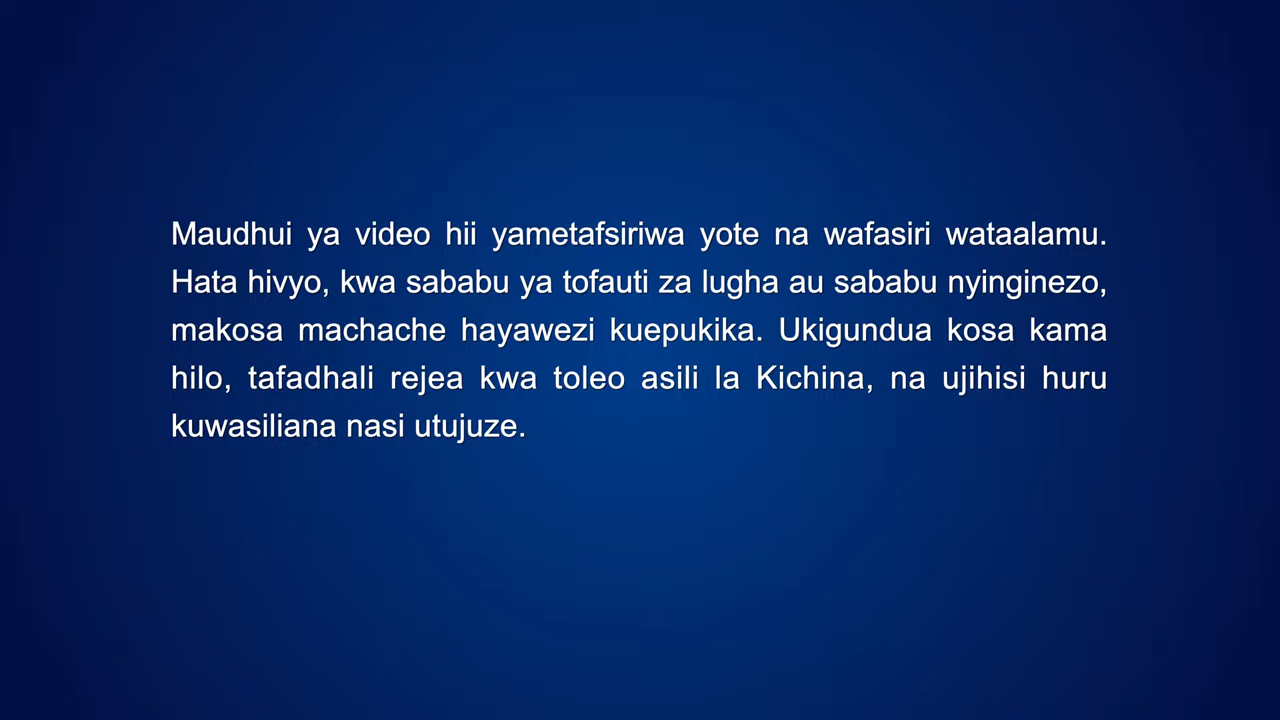 Maudhui ya video hii yametafsiriwa yote na wafasiri wataalamu.
Hata hivyo, kwa sababu ya tofauti za lugha au sababu nyinginezo,
makosa machache hayawezi kuepukika. Ukigundua kosa kama
hilo, tafadhali rejea kwa toleo asili la Kichina, na ujihisi huru
kuwasiliana nasi utujuze.